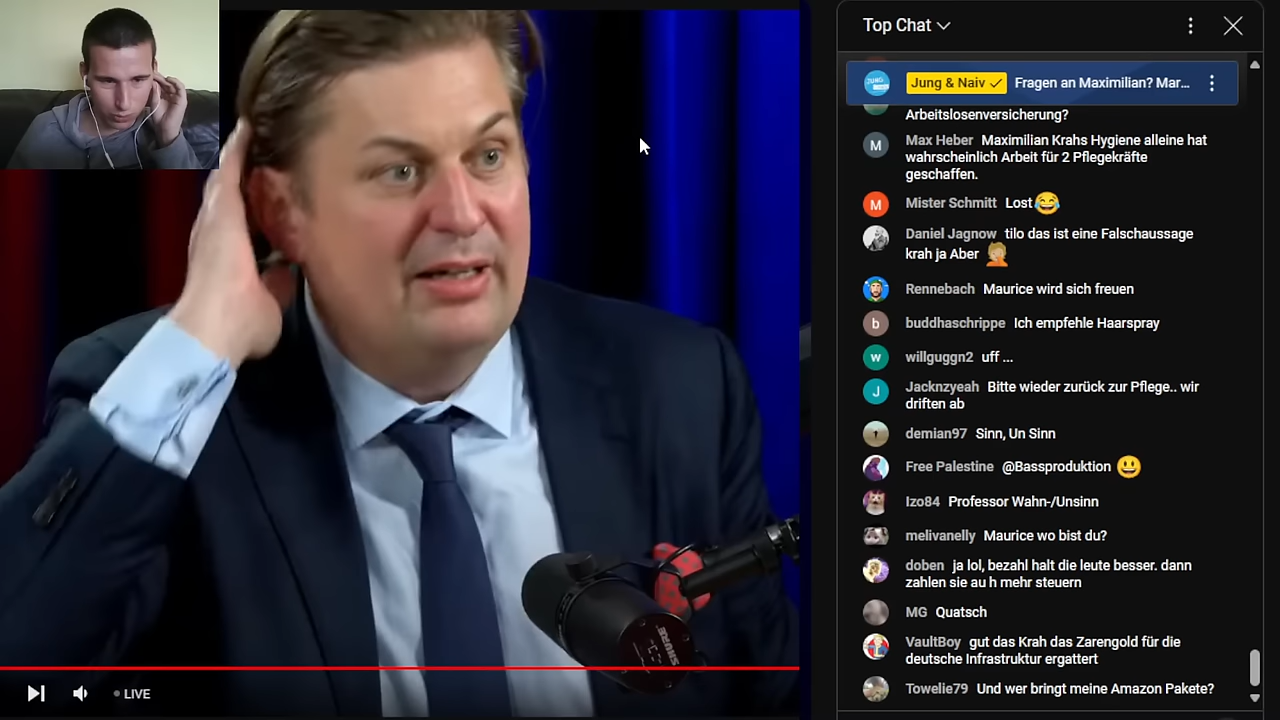 Top Chat
Jung & Naiv Fragen an Maximilian? Mar...
Arbeitslosenversicherung?
M Max Heber Maximilian Krahs Hygiene alleine hat
wahrscheinlich Arbeit für 2 Pflegekräfte
geschaffen.
M Mister Schmitt Lost😂
Daniel Jagnow tilo das ist eine Falschaussage
krah ja Aber 🤦🏼
Rennebach Maurice wird sich freuen
b buddhaschrippe Ich empfehle Haarspray
w willguggn2 uff ...
J Jacknzyeah Bitte wieder zurück zur Pflege.. wir
driften ab
demian97 Sinn, Un Sinn
Free Palestine @Bassproduktion 😃
Izo84 Professor Wahn-/Unsinn
melivanelly Maurice wo bist du?
doben ja lol, bezahl halt die leute besser. dann
zahlen sie au h mehr steuern
MG Quatsch
VaultBoy gut das Krah das Zarengold für die
deutsche Infrastruktur ergattert
Towelie79 Und wer bringt meine Amazon Pakete?
SHURE
LIVE